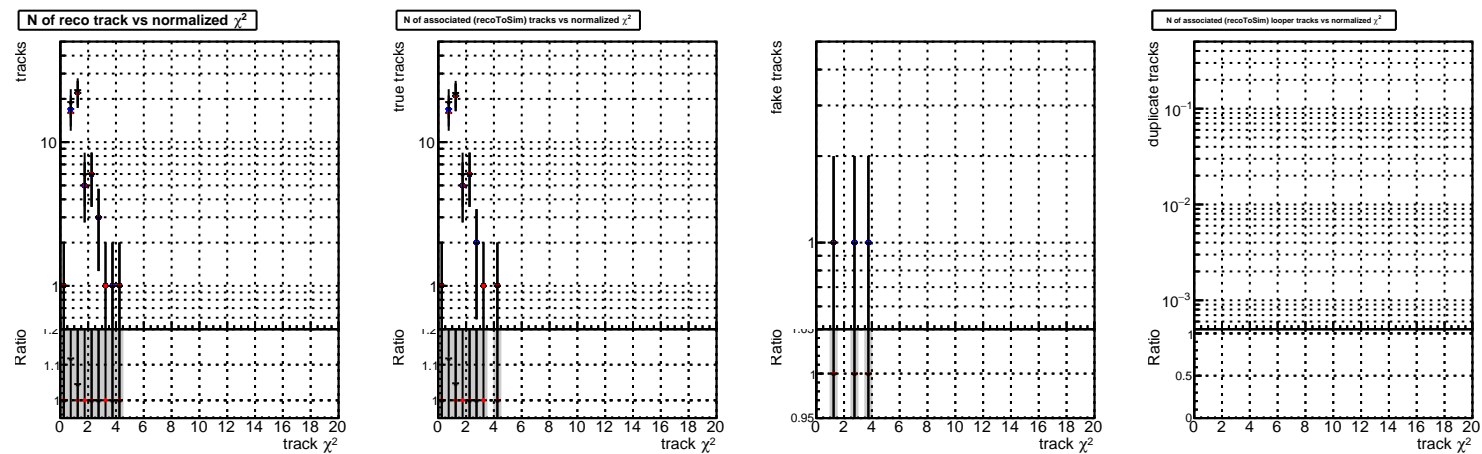 N of reco track vs normalized χ²
tracks
10
1
Ratio
1.2
1.1
1
0 2 4 6 8 10 12 14 16 18 20
track χ²
N of associated (recoToSim) tracks vs normalized χ²
true tracks
10
1
Ratio
1.2
1.1
1
0 2 4 6 8 10 12 14 16 18 20
track χ²
fake tracks
1
Ratio
1.05
1
0.95
0 2 4 6 8 10 12 14 16 18 20
track χ²
N of associated (recoToSim) looper tracks vs normalized χ²
duplicate tracks
10⁻¹
10⁻²
10⁻³
Ratio
1
0.5
0
0 2 4 6 8 10 12 14 16 18 20
track χ²